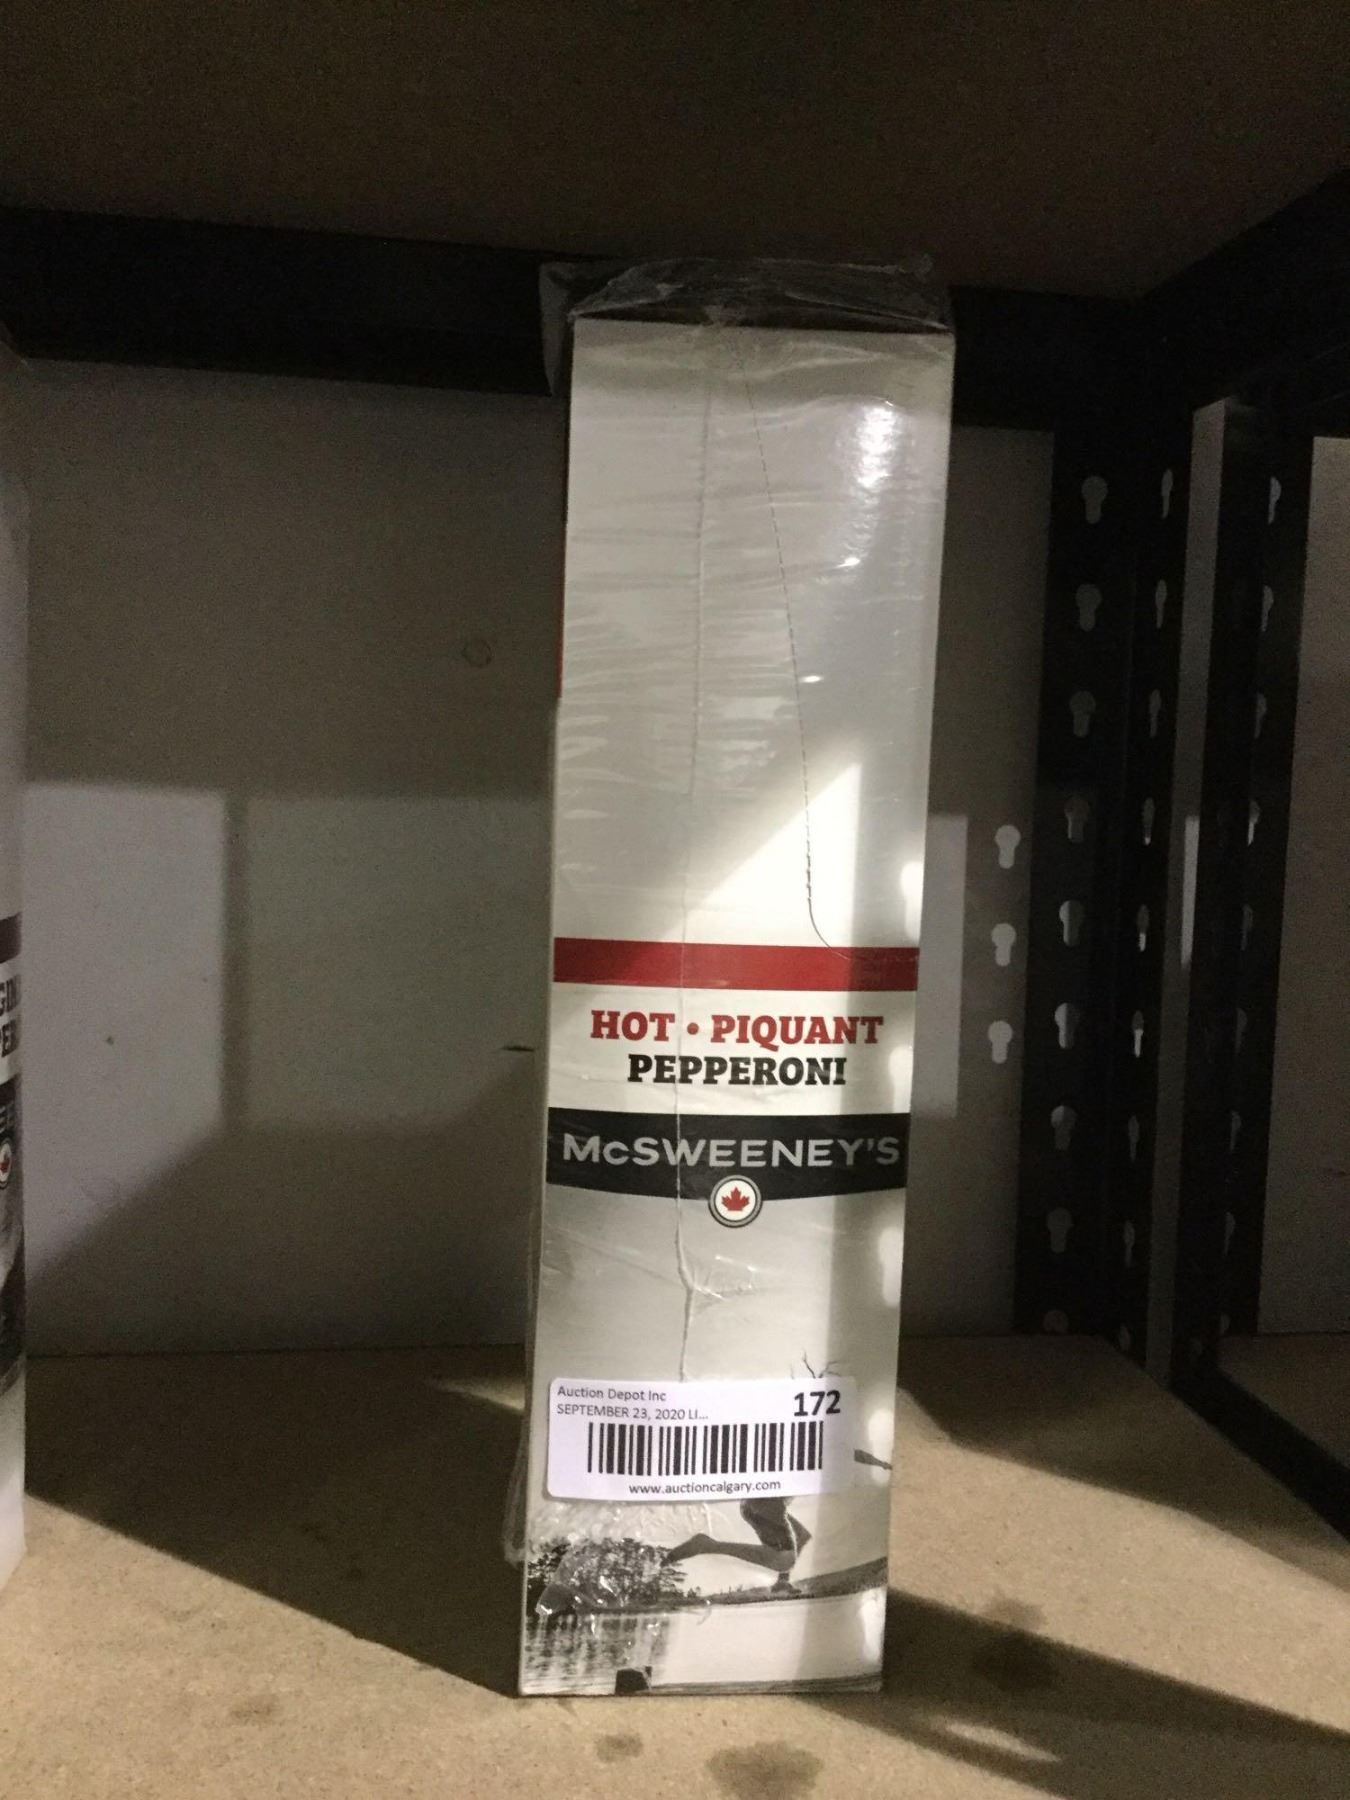 HOT • PIQUANT
PEPPERONI
McSWEENEY'S
Auction Depot Inc
172
SEPTEMBER 23, 2020 LI...
www.auctioncalgary.com